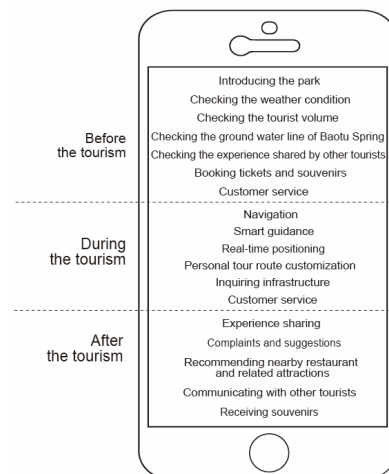 Introducing the park
Checking the weather condition
Checking the tourist volume
Before
the tourism
Checking the ground water line of Baotu Spring
Checking the experience shared by other tourists
Booking tickets and souvenirs
Customer service
Navigation
Smart guidance
During
the tourism
Real-time positioning
Personal tour route customization
Inquiring infrastructure
Customer service
Experience sharing
After
the tourism
Complaints and suggestions
Recommending nearby restaurant
and related attractions
Communicating with other tourists
Receiving souvenirs